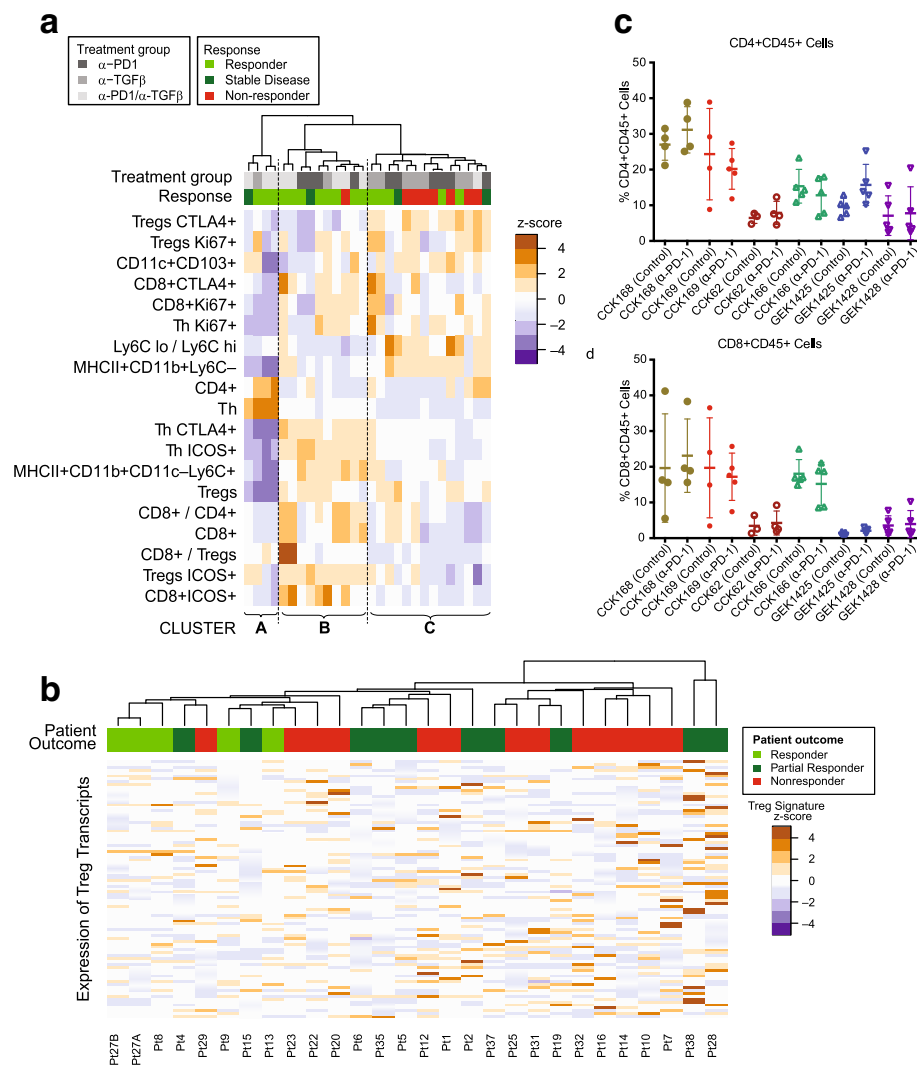 a
Treatment group
α−PD1
α−TGFβ
α-PD1/α-TGFβ
Response
Responder
Stable Disease
Non-responder
Treatment group
Response
Tregs CTLA4+
Tregs Ki67+
CD11c+CD103+
CD8+CTLA4+
CD8+Ki67+
Th Ki67+
Ly6C lo / Ly6C hi
MHCII+CD11b+Ly6C−
CD4+
Th
Th CTLA4+
Th ICOS+
MHCII+CD11b+CD11c−Ly6C+
Tregs
CD8+ / CD4+
CD8+
CD8+ / Tregs
Tregs ICOS+
CD8+ICOS+
CLUSTER A B C
z-score
4
2
0
−2
−4
c
CD4+CD45+ Cells
% CD4+CD45+ Cells
50
40
30
20
10
0
CCK168 (Control)
CCK168 (α-PD-1)
CCK169 (Control)
CCK169 (α-PD-1)
CCK62 (Control)
CCK62 (α-PD-1)
CCK166 (Control)
CCK166 (α-PD-1)
GEK1425 (Control)
GEK1425 (α-PD-1)
GEK1428 (Control)
GEK1428 (α-PD-1)
d
CD8+CD45+ Cells
% CD8+CD45+ Cells
50
40
30
20
10
0
CCK168 (Control)
CCK168 (α-PD-1)
CCK169 (Control)
CCK169 (α-PD-1)
CCK62 (Control)
CCK62 (α-PD-1)
CCK166 (Control)
CCK166 (α-PD-1)
GEK1425 (Control)
GEK1425 (α-PD-1)
GEK1428 (Control)
GEK1428 (α-PD-1)
b
Patient
Outcome
Expression of Treg Transcripts
Pt27B
Pt27A
Pt8
Pt4
Pt29
Pt9
Pt15
Pt13
Pt23
Pt22
Pt20
Pt6
Pt35
Pt5
Pt12
Pt1
Pt2
Pt37
Pt25
Pt31
Pt19
Pt32
Pt16
Pt14
Pt10
Pt7
Pt38
Pt28
Patient outcome
Responder
Partial Responder
Nonresponder
Treg Signature
z-score
4
2
0
−2
−4